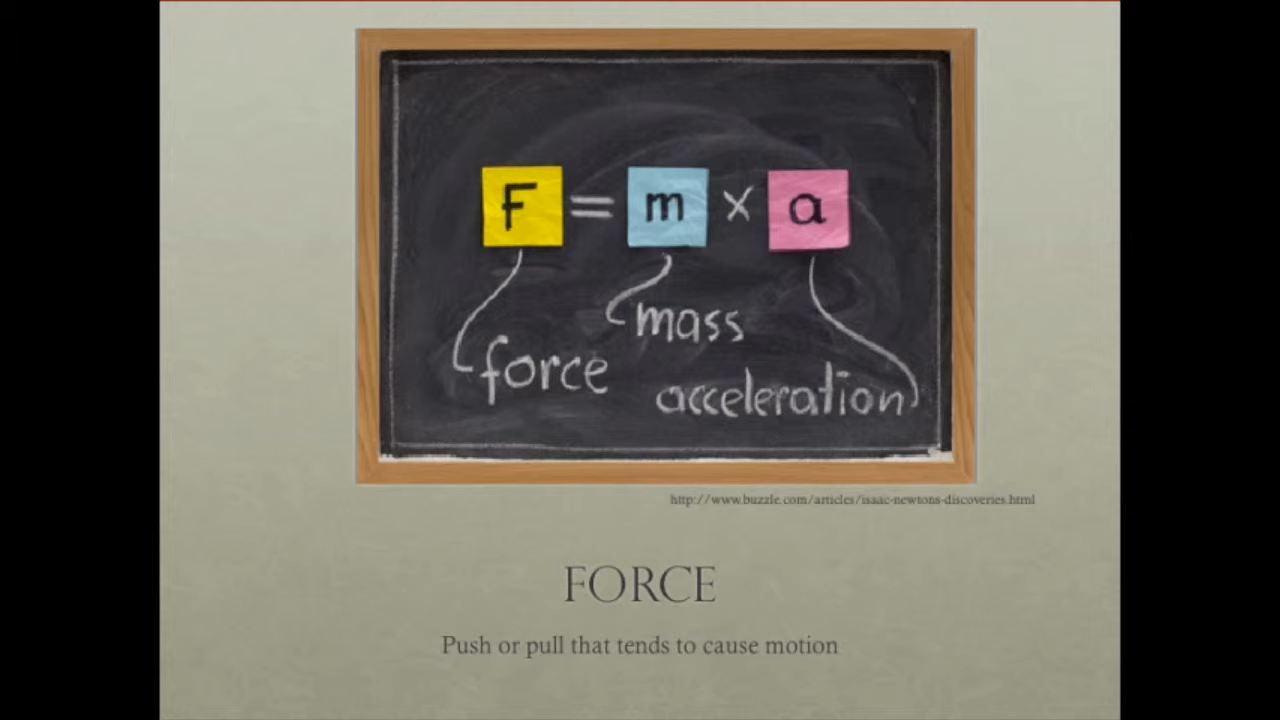 F = m x a
mass
force
acceleration
http://www.buzzle.com/articles/isaac-newtons-discoveries.html
FORCE
Push or pull that tends to cause motion